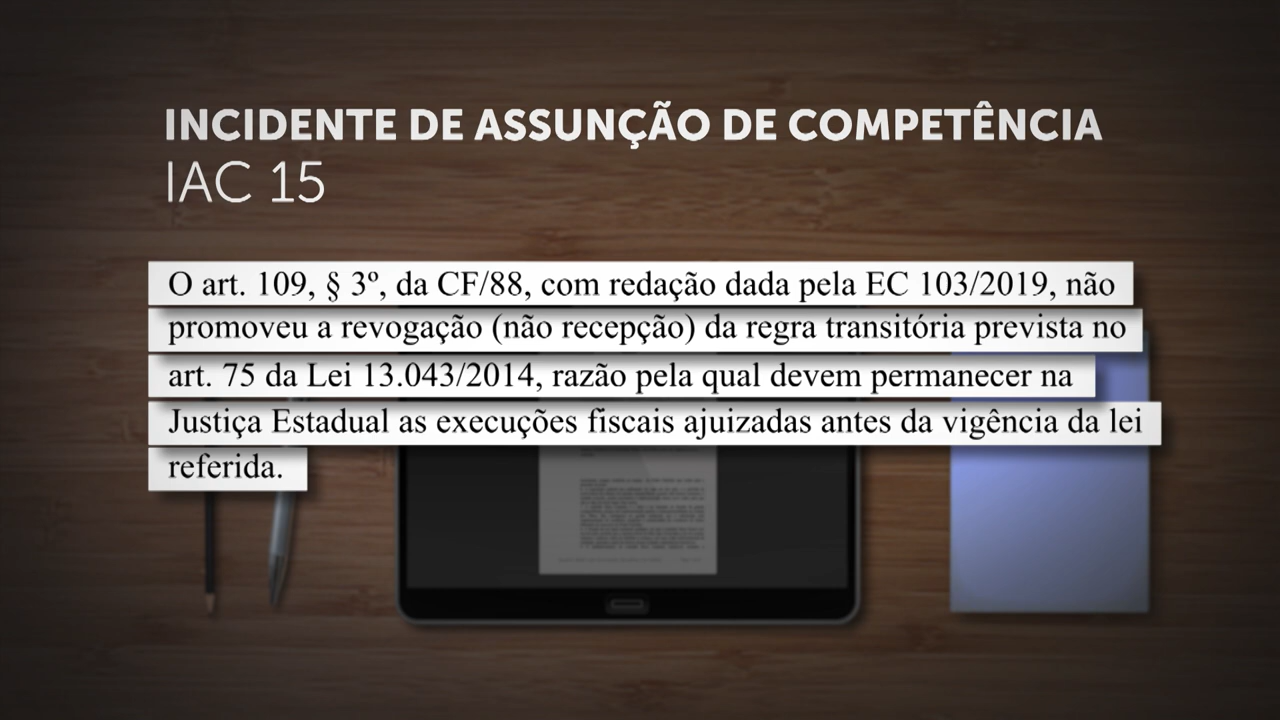 INCIDENTE DE ASSUNÇÃO DE COMPETÊNCIA
IAC 15
O art. 109, § 3º, da CF/88, com redação dada pela EC 103/2019, não
promoveu a revogação (não recepção) da regra transitória prevista no
art. 75 da Lei 13.043/2014, razão pela qual devem permanecer na
Justiça Estadual as execuções fiscais ajuizadas antes da vigência da lei
referida.